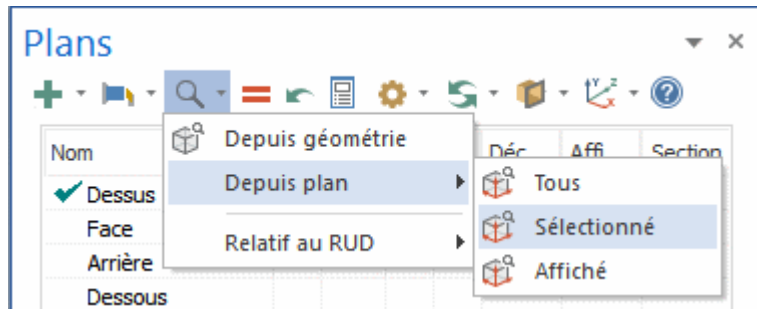 Plans
Nom Déc Affi Section
Depuis géométrie
Depuis plan
Relatif au RUD
Tous
Sélectionné
Affiché
Dessus
Face
Arrière
Dessous